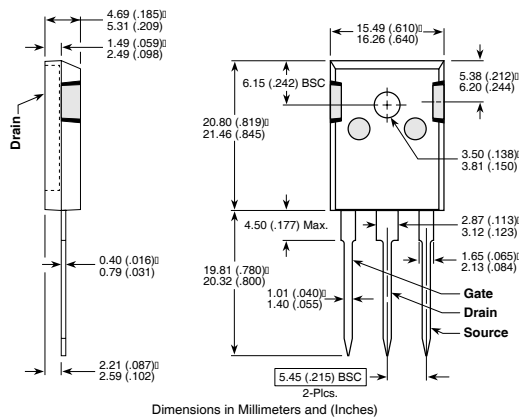 4.69 (.185)
5.31 (.209)
1.49 (.059)
2.49 (.098)
15.49 (.610)
16.26 (.640)
6.15 (.242) BSC
5.38 (.212)
6.20 (.244)
Drain
20.80 (.819)
21.46 (.845)
3.50 (.138)
3.81 (.150)
4.50 (.177) Max.
2.87 (.113)
3.12 (.123)
0.40 (.016)
0.79 (.031)
19.81 (.780)
20.32 (.800)
1.65 (.065)
2.13 (.084)
1.01 (.040)
1.40 (.055)
Gate
Drain
Source
2.21 (.087)
2.59 (.102)
5.45 (.215) BSC
2-Plcs.
Dimensions in Millimeters and (Inches)